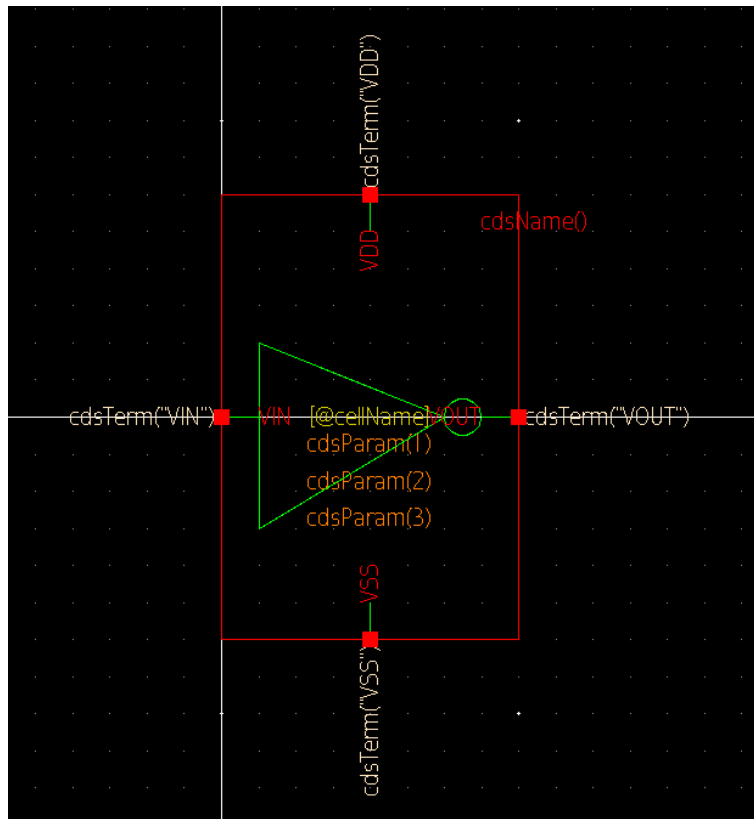 cdsTerm("VDD")
cdsName()
VDD
cdsTerm("VIN")
VIN
[@cellName]
VOUT
cdsTerm("VOUT")
cdsParam(1)
cdsParam(2)
cdsParam(3)
VSS
cdsTerm("VSS")